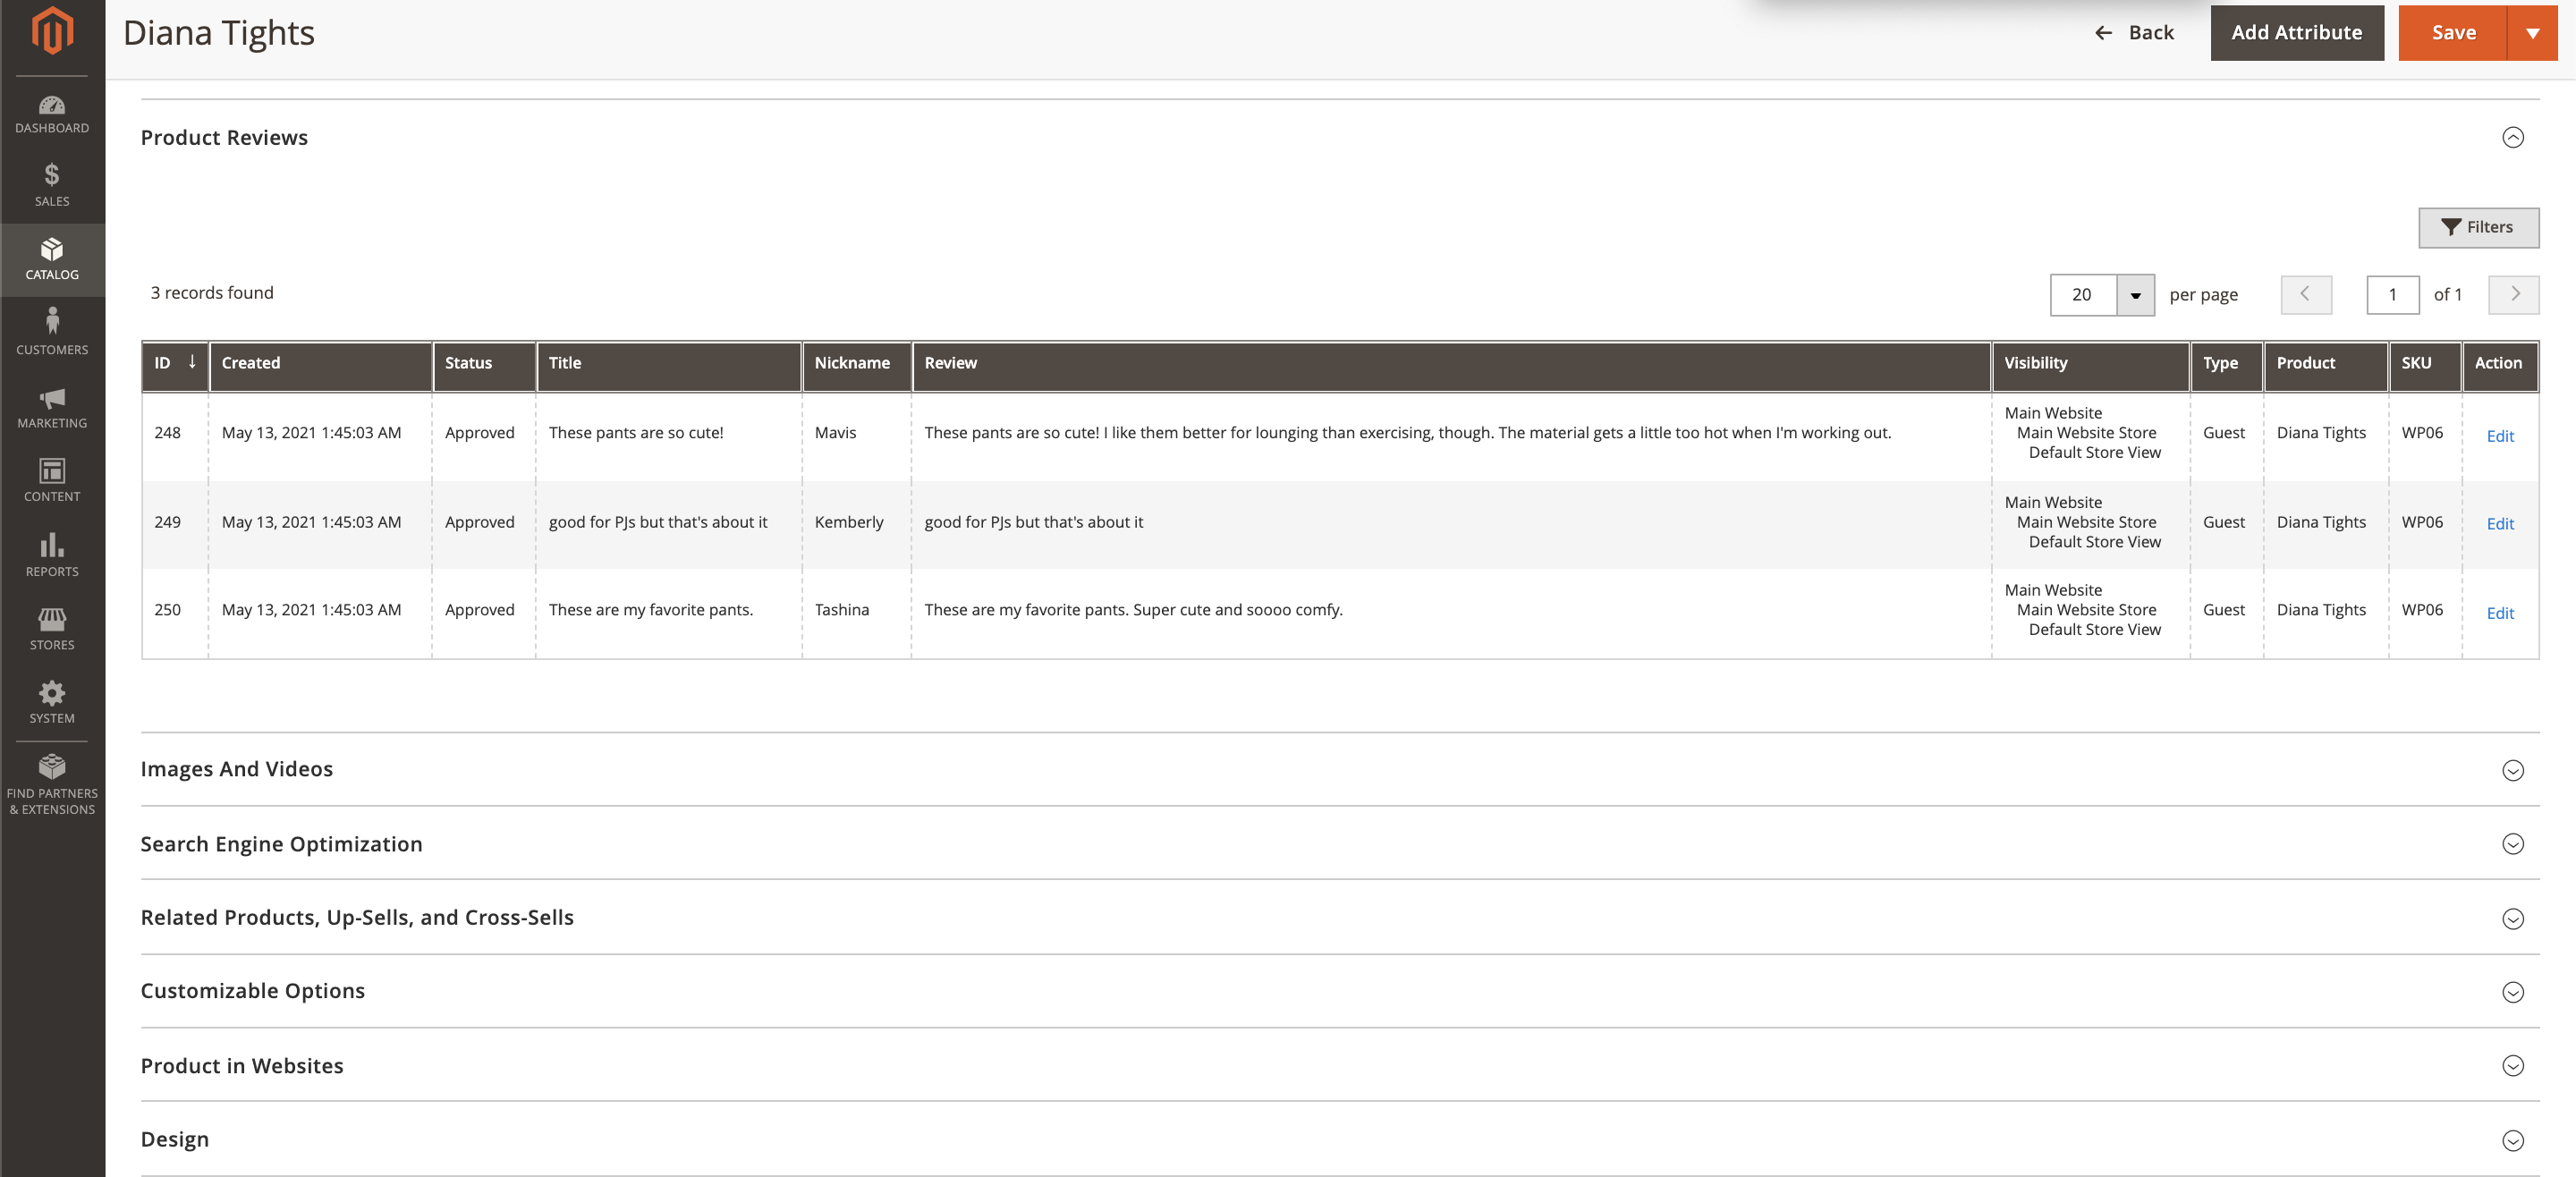 Diana Tights
Back
Add Attribute
Save
DASHBOARD
SALES
CATALOG
CUSTOMERS
MARKETING
CONTENT
REPORTS
STORES
SYSTEM
FIND PARTNERS
& EXTENSIONS
Product Reviews
Filters
3 records found
20 per page 1 of 1
ID Created Status Title Nickname Review Visibility Type Product SKU Action
248 May 13, 2021 1:45:03 AM Approved These pants are so cute! Mavis These pants are so cute! I like them better for lounging than exercising, though. The material gets a little too hot when I'm working out. Main Website
Main Website Store
Default Store View
Guest Diana Tights WP06 Edit
249 May 13, 2021 1:45:03 AM Approved good for PJs but that's about it Kemberly good for PJs but that's about it Main Website
Main Website Store
Default Store View
Guest Diana Tights WP06 Edit
250 May 13, 2021 1:45:03 AM Approved These are my favorite pants. Tashina These are my favorite pants. Super cute and soooo comfy. Main Website
Main Website Store
Default Store View
Guest Diana Tights WP06 Edit
Images And Videos
Search Engine Optimization
Related Products, Up-Sells, and Cross-Sells
Customizable Options
Product in Websites
Design